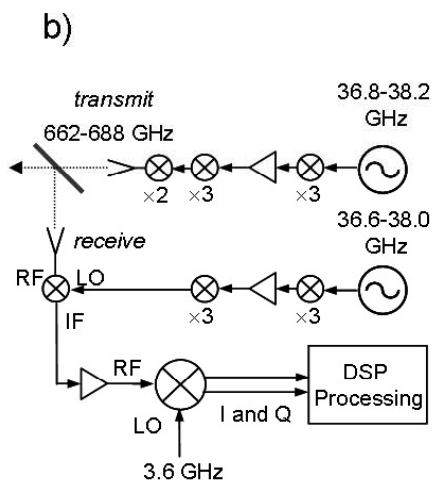 b)
transmit
662-688 GHz
36.8-38.2
GHz
×2
×3
×3
receive
36.6-38.0
GHz
RF
LO
×3
×3
IF
RF
DSP
Processing
LO
I and Q
3.6 GHz